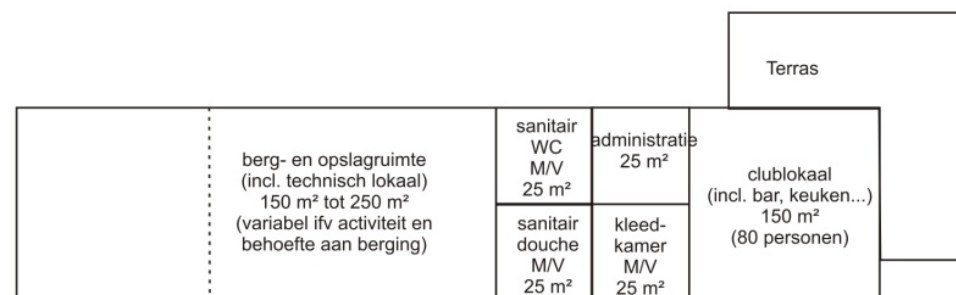 Terras
berg- en opslagruimte
(incl. technisch lokaal)
150 m² tot 250 m²
(variabel ifv activiteit en
behoefte aan berging)
sanitair
WC
M/V
25 m²
administratie
25 m²
sanitair
douche
M/V
25 m²
kleed-
kamer
M/V
25 m²
clublokaal
(incl. bar, keuken...)
150 m²
(80 personen)